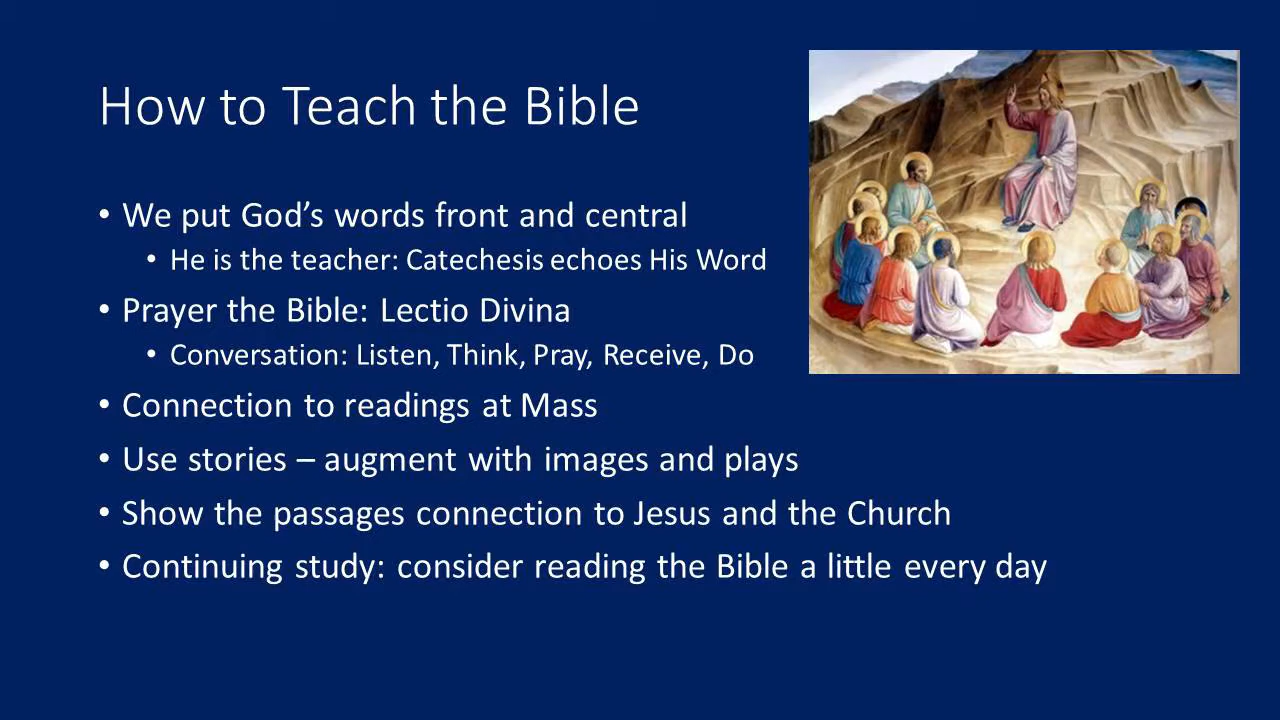 How to Teach the Bible
• We put God’s words front and central
• He is the teacher: Catechesis echoes His Word
• Prayer the Bible: Lectio Divina
• Conversation: Listen, Think, Pray, Receive, Do
• Connection to readings at Mass
• Use stories – augment with images and plays
• Show the passages connection to Jesus and the Church
• Continuing study: consider reading the Bible a little every day